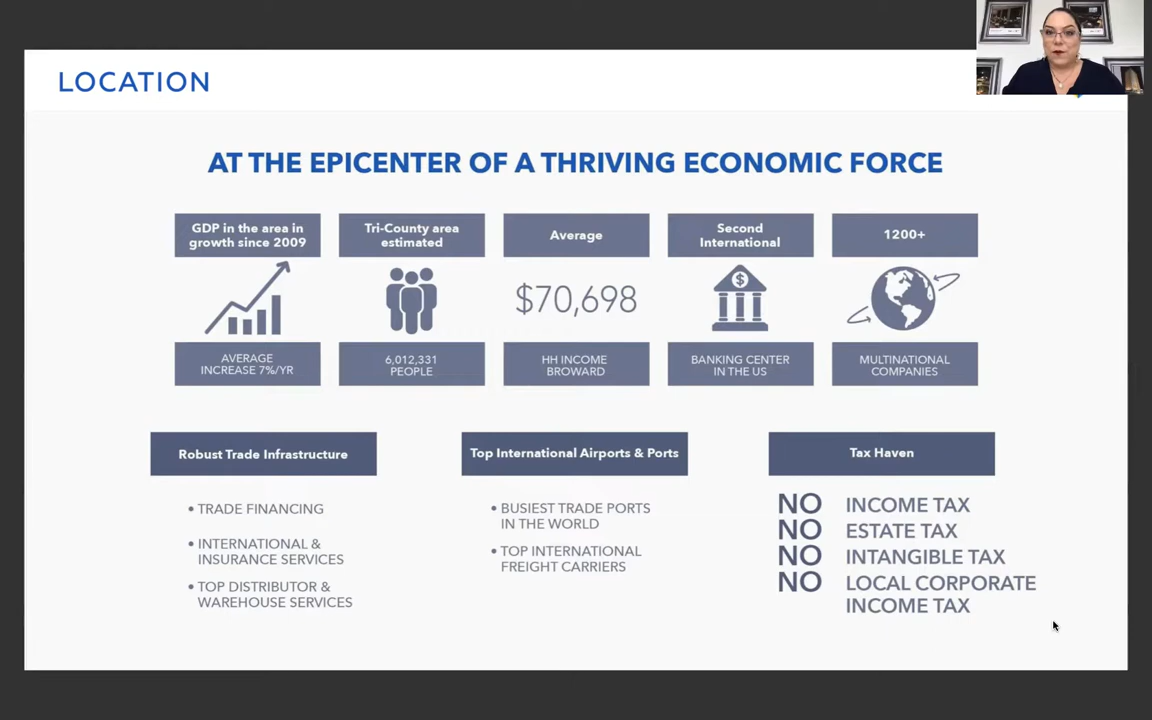 LOCATION
AT THE EPICENTER OF A THRIVING ECONOMIC FORCE
GDP in the area in
growth since 2009
AVERAGE
INCREASE 7%/YR
Tri-County area
estimated
6,012,331
PEOPLE
Average
$70,698
HH INCOME
BROWARD
Second
International
$
BANKING CENTER
IN THE US
1200+
MULTINATIONAL
COMPANIES
Robust Trade Infrastructure
• TRADE FINANCING
• INTERNATIONAL &
INSURANCE SERVICES
• TOP DISTRIBUTOR &
WAREHOUSE SERVICES
Top International Airports & Ports
• BUSIEST TRADE PORTS
IN THE WORLD
• TOP INTERNATIONAL
FREIGHT CARRIERS
Tax Haven
NO INCOME TAX
NO ESTATE TAX
NO INTANGIBLE TAX
NO LOCAL CORPORATE
INCOME TAX